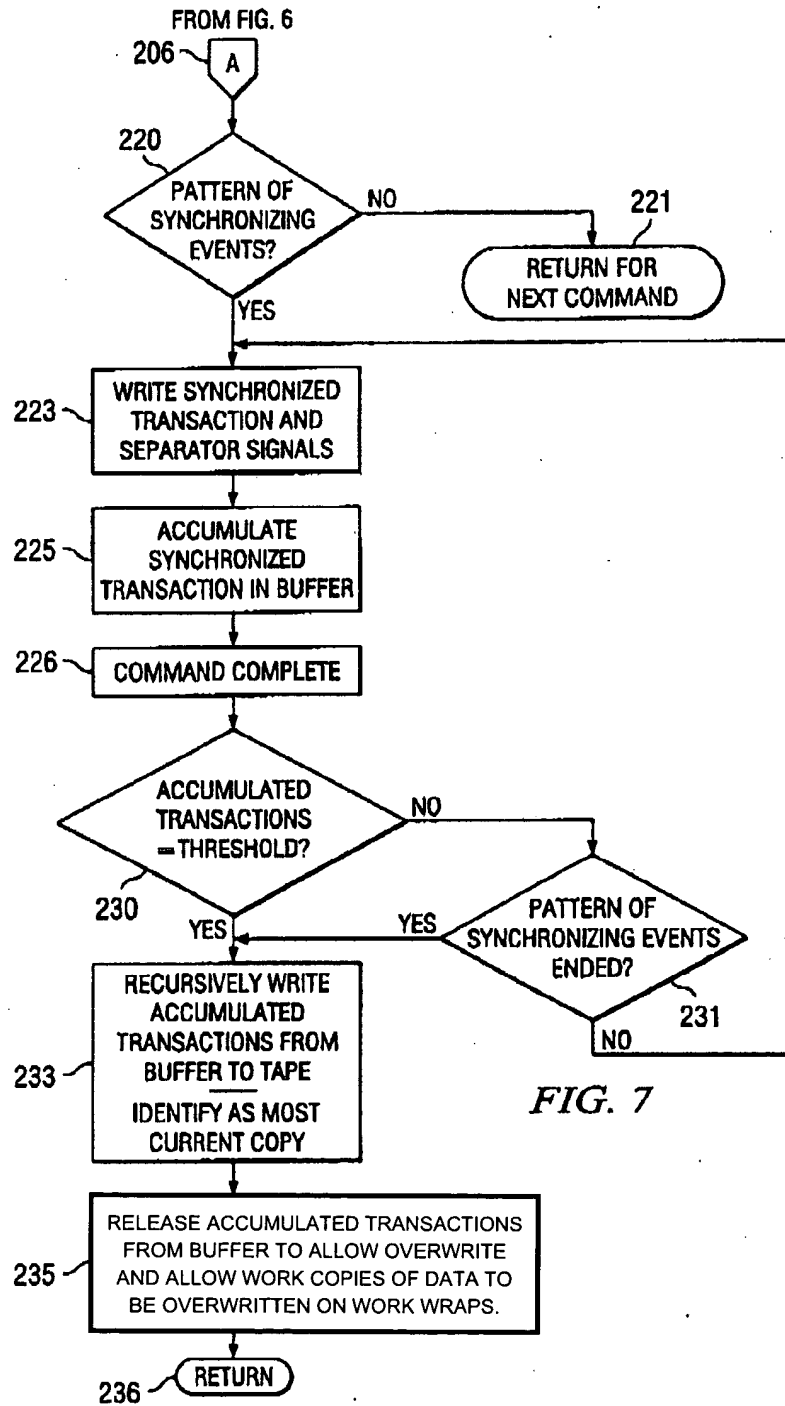 FROM FIG. 6
206
A
220
PATTERN OF
SYNCHRONIZING
EVENTS?
NO
221
RETURN FOR
NEXT COMMAND
YES
223
WRITE SYNCHRONIZED
TRANSACTION AND
SEPARATOR SIGNALS
225
ACCUMULATE
SYNCHRONIZED
TRANSACTION IN BUFFER
226
COMMAND COMPLETE
ACCUMULATED
TRANSACTIONS
=THRESHOLD?
NO
230
YES
YES
PATTERN OF
SYNCHRONIZING EVENTS
ENDED?
231
NO
233
RECURSIVELY WRITE
ACCUMULATED
TRANSACTIONS FROM
BUFFER TO TAPE
IDENTIFY AS MOST
CURRENT COPY
FIG. 7
235
RELEASE ACCUMULATED TRANSACTIONS
FROM BUFFER TO ALLOW OVERWRITE
AND ALLOW WORK COPIES OF DATA TO
BE OVERWRITTEN ON WORK WRAPS.
236
RETURN